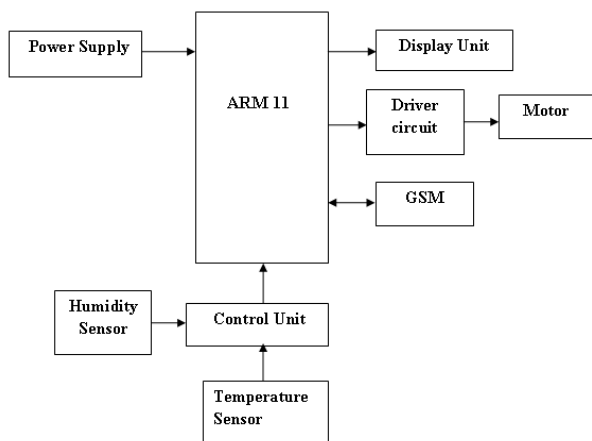 Power Supply
ARM 11
Display Unit
Driver
circuit
Motor
GSM
Humidity
Sensor
Control Unit
Temperature
Sensor